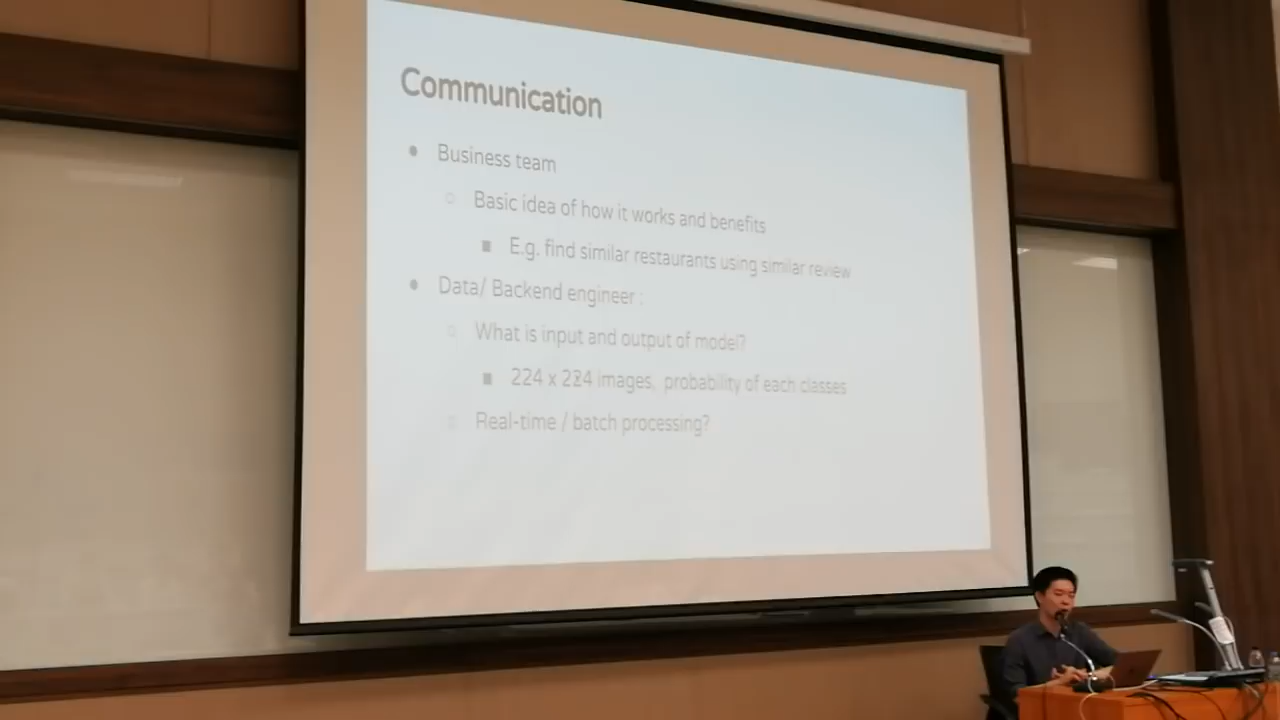 Communication
● Business team
○ Basic idea of how it works and benefits
■ E.g. find similar restaurants using similar review
● Data/ Backend engineer :
○ What is input and output of model?
■ 224 x 224 images, probability of each classes
○ Real-time / batch processing?